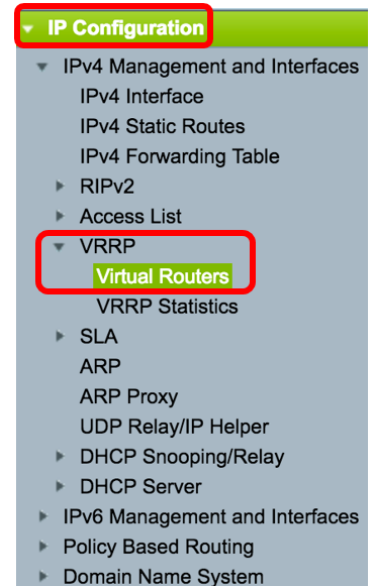 IP Configuration
IPv4 Management and Interfaces
IPv4 Interface
IPv4 Static Routes
IPv4 Forwarding Table
RIPv2
Access List
VRRP
Virtual Routers
VRRP Statistics
SLA
ARP
ARP Proxy
UDP Relay/IP Helper
DHCP Snooping/Relay
DHCP Server
IPv6 Management and Interfaces
Policy Based Routing
Domain Name System